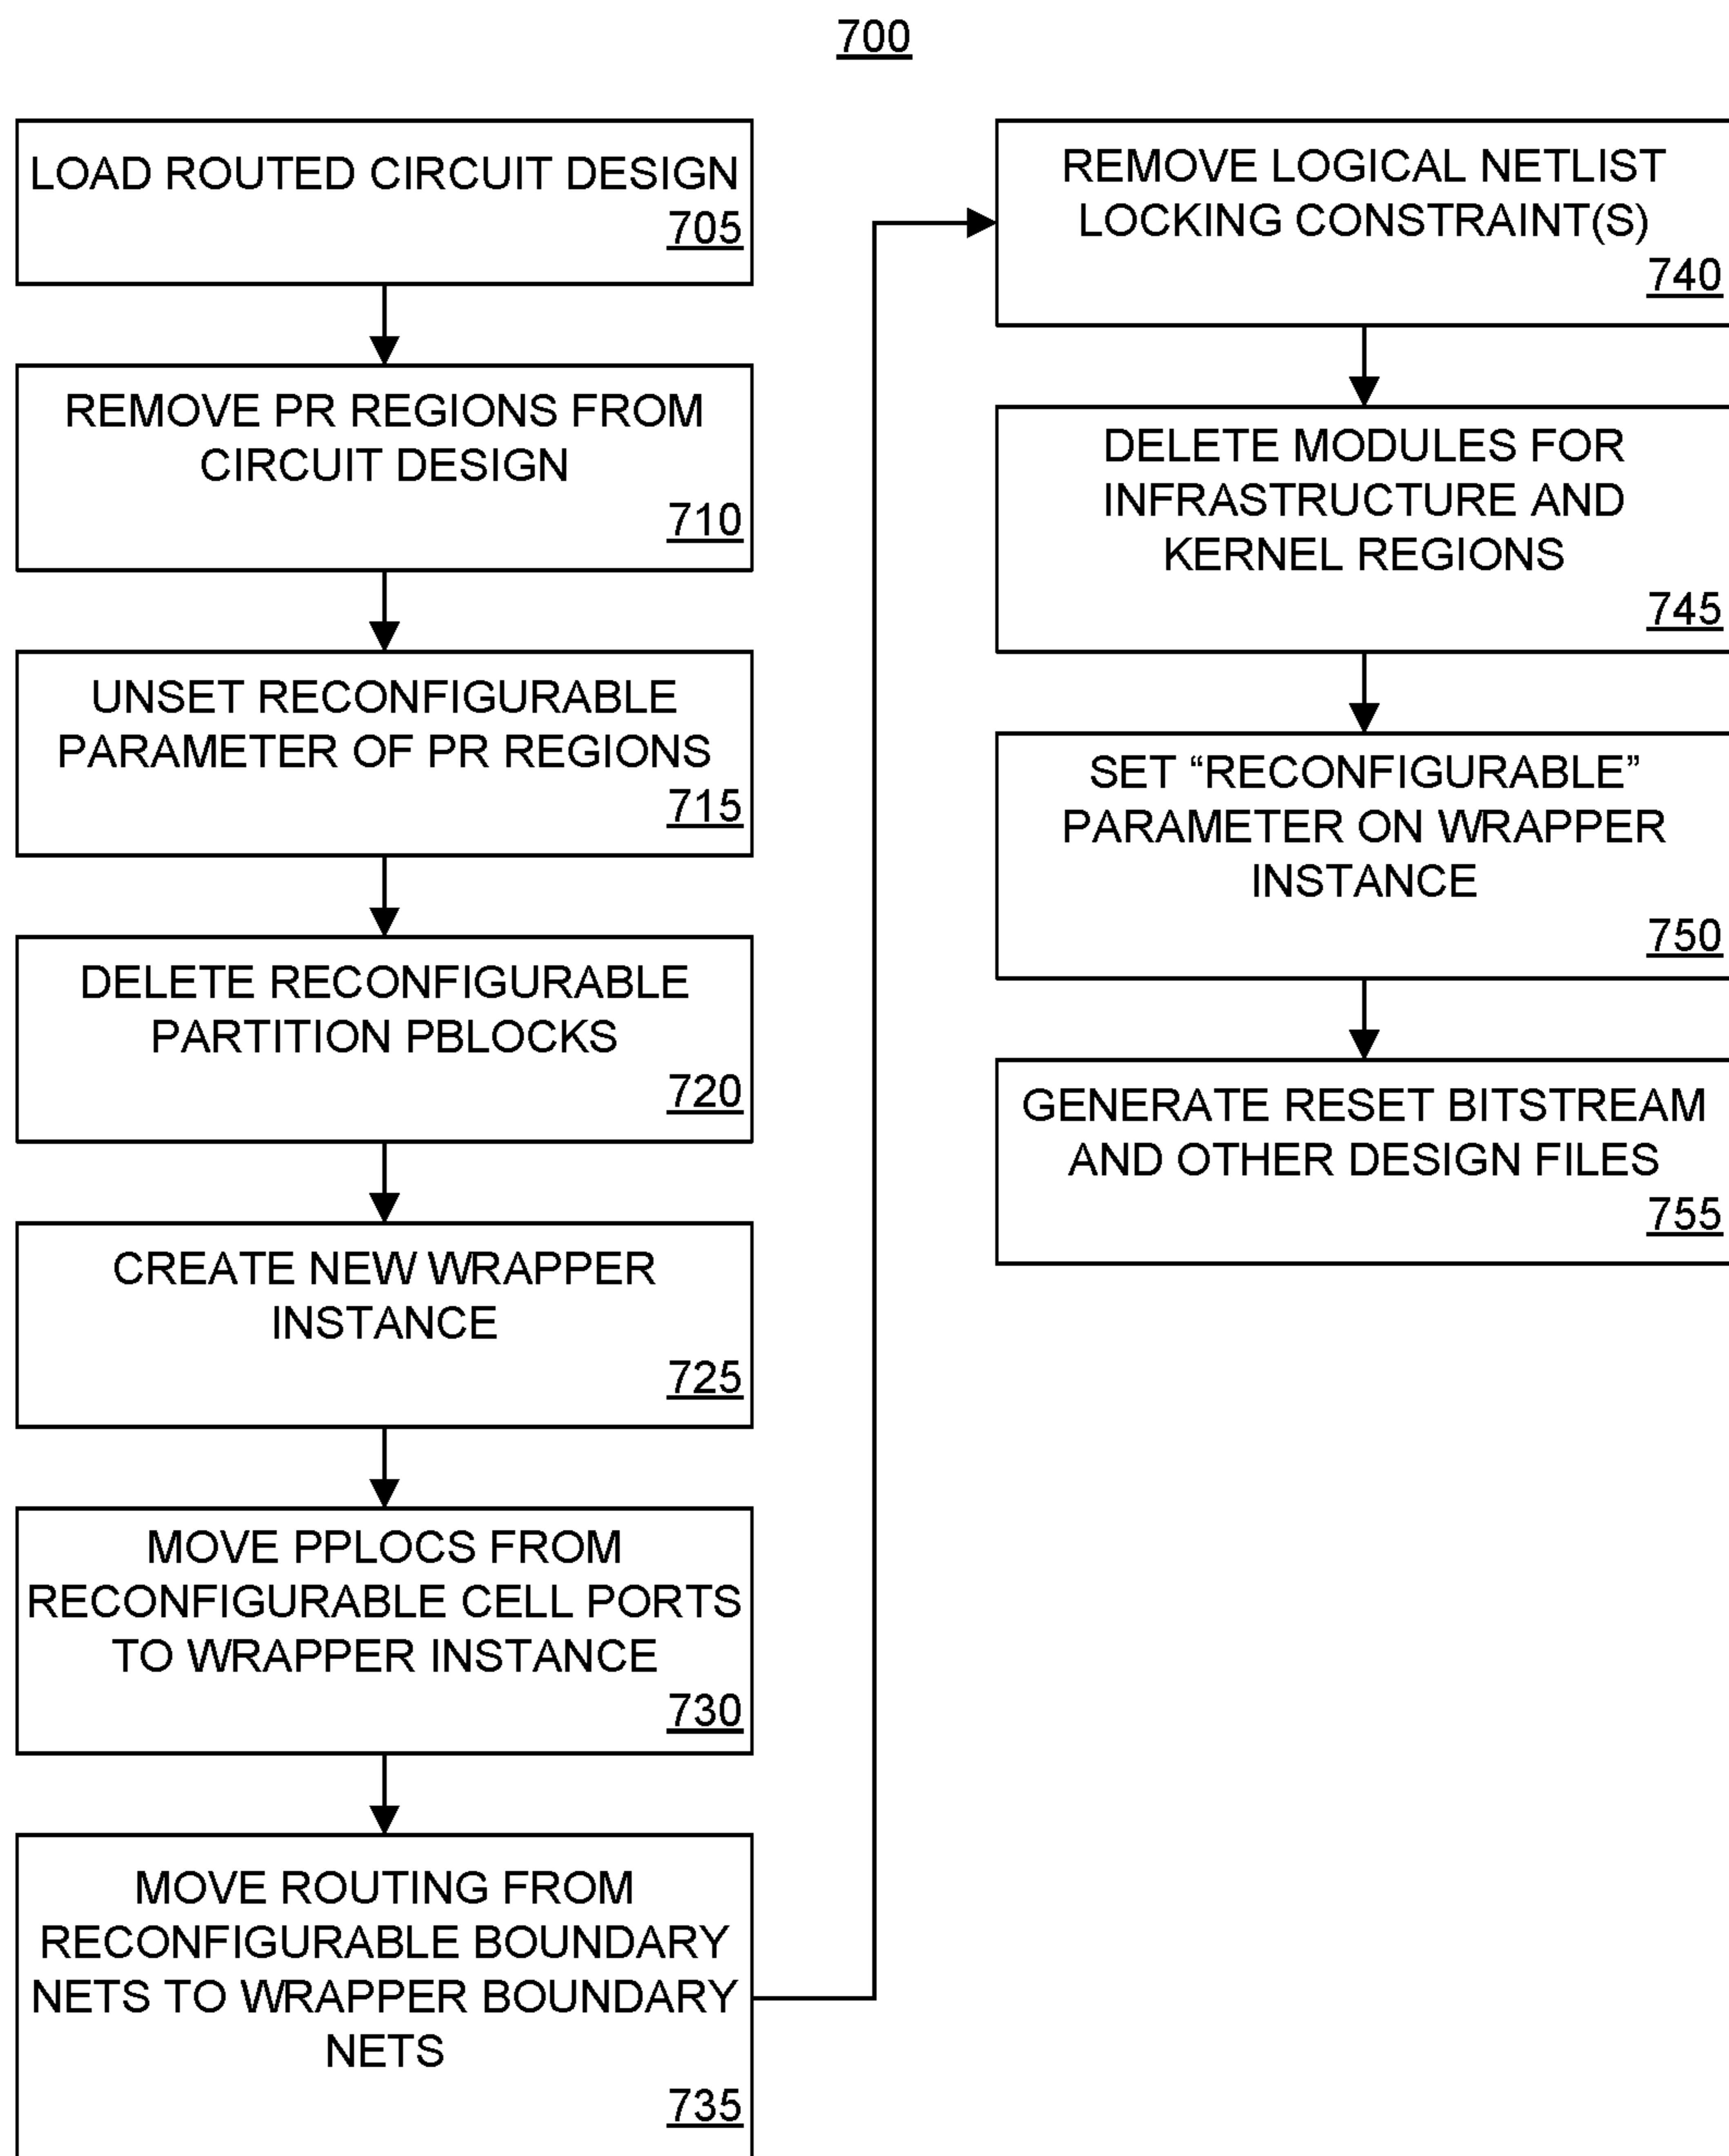 700
LOAD ROUTED CIRCUIT DESIGN
705
REMOVE PR REGIONS FROM
CIRCUIT DESIGN
710
UNSET RECONFIGURABLE
PARAMETER OF PR REGIONS
715
DELETE RECONFIGURABLE
PARTITION PBLOCKS
720
CREATE NEW WRAPPER
INSTANCE
725
MOVE PPLOCS FROM
RECONFIGURABLE CELL PORTS
TO WRAPPER INSTANCE
730
MOVE ROUTING FROM
RECONFIGURABLE BOUNDARY
NETS TO WRAPPER BOUNDARY
NETS
735
REMOVE LOGICAL NETLIST
LOCKING CONSTRAINT(S)
740
DELETE MODULES FOR
INFRASTRUCTURE AND
KERNEL REGIONS
745
SET “RECONFIGURABLE”
PARAMETER ON WRAPPER
INSTANCE
750
GENERATE RESET BITSTREAM
AND OTHER DESIGN FILES
755